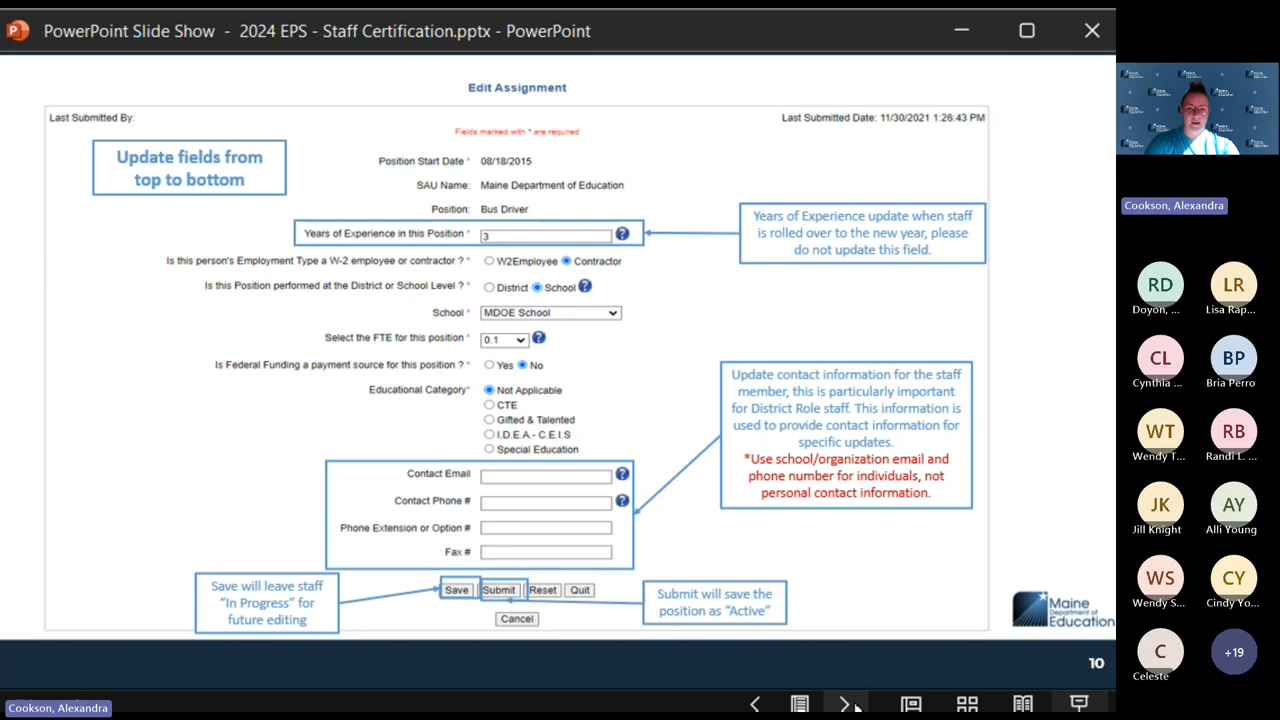 PowerPoint Slide Show - 2024 EPS - Staff Certification.pptx - PowerPoint
Edit Assignment
Last Submitted By:
Last Submitted Date: 11/30/2021 1:26:43 PM
Fields marked with * are required
Update fields from
top to bottom
Position Start Date * 08/18/2015
SAU Name: Maine Department of Education
Position: Bus Driver
Years of Experience in this Position * 3
Years of Experience update when staff
is rolled over to the new year, please
do not update this field.
Is this person's Employment Type a W-2 employee or contractor ? * W2Employee Contractor
Is this Position performed at the District or School Level ? * District School
School * MDOE School
Select the FTE for this position * 0.1
Is Federal Funding a payment source for this position ? * Yes No
Educational Category* Not Applicable
CTE
Gifted & Talented
I.D.E.A.- C.E.I.S
Special Education
Update contact information for the staff
member, this is particularly important
for District Role staff. This information is
used to provide contact information for
specific updates.
*Use school/organization email and
phone number for individuals, not
personal contact information.
Contact Email
Contact Phone #
Phone Extension or Option #
Fax #
Save will leave staff
"In Progress" for
future editing
Save Submit Reset Quit
Cancel
Submit will save the
position as "Active"
Maine
Department of
Education
10
Cookson, Alexandra
Cookson, Alexandra
RD
Doyon, ...
LR
Lisa Rap...
CL
Cynthia ...
BP
Bria Perro
WT
Wendy T...
RB
Randi L. ...
JK
Jill Knight
AY
Alli Young
WS
Wendy S...
CY
Cindy Yo...
C
Celeste
+19